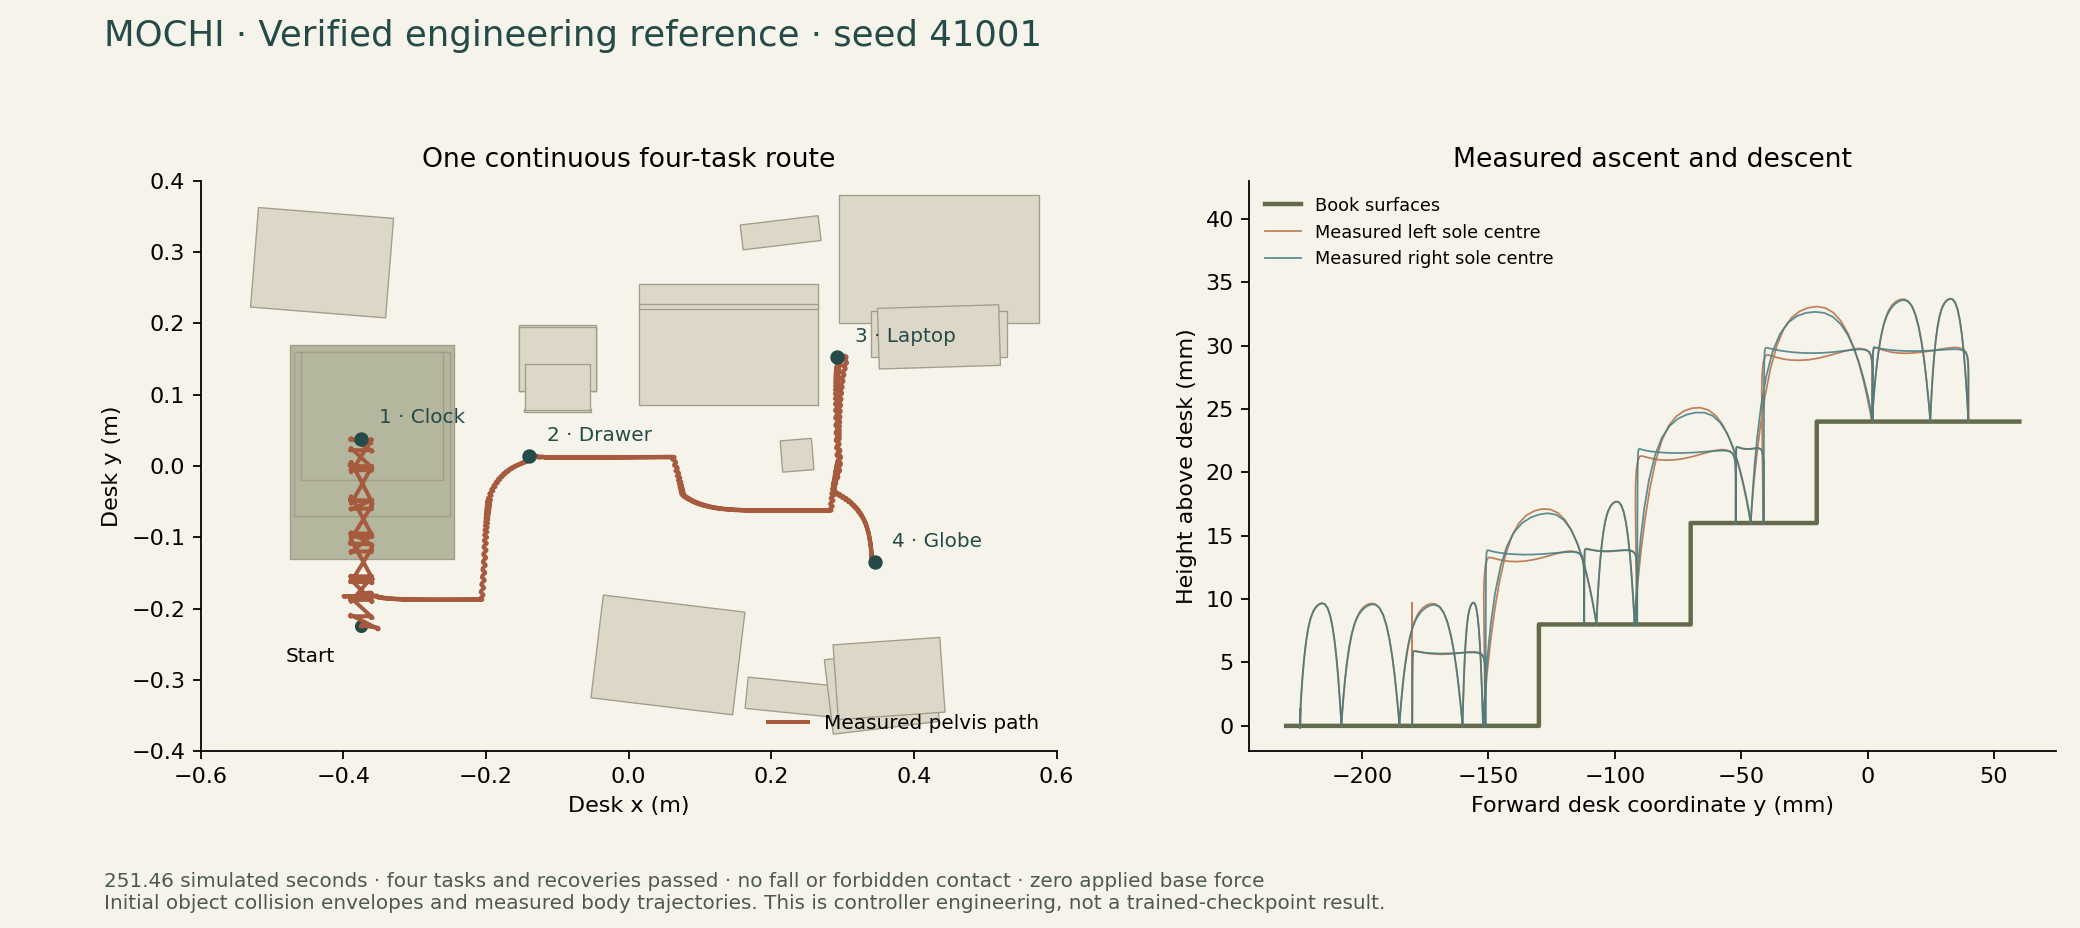 MOCHI · Verified engineering reference · seed 41001
One continuous four-task route
0.4
0.3
0.2
0.1
0.0
−0.1
−0.2
−0.3
−0.4
Desk y (m)
−0.6
−0.4
−0.2
0.0
0.2
0.4
0.6
Desk x (m)
1 · Clock
2 · Drawer
3 · Laptop
4 · Globe
Start
Measured pelvis path
Measured ascent and descent
Book surfaces
Measured left sole centre
Measured right sole centre
40
35
30
25
20
15
10
5
0
Height above desk (mm)
−200
−150
−100
−50
0
50
Forward desk coordinate y (mm)
251.46 simulated seconds · four tasks and recoveries passed · no fall or forbidden contact · zero applied base force
Initial object collision envelopes and measured body trajectories. This is controller engineering, not a trained-checkpoint result.